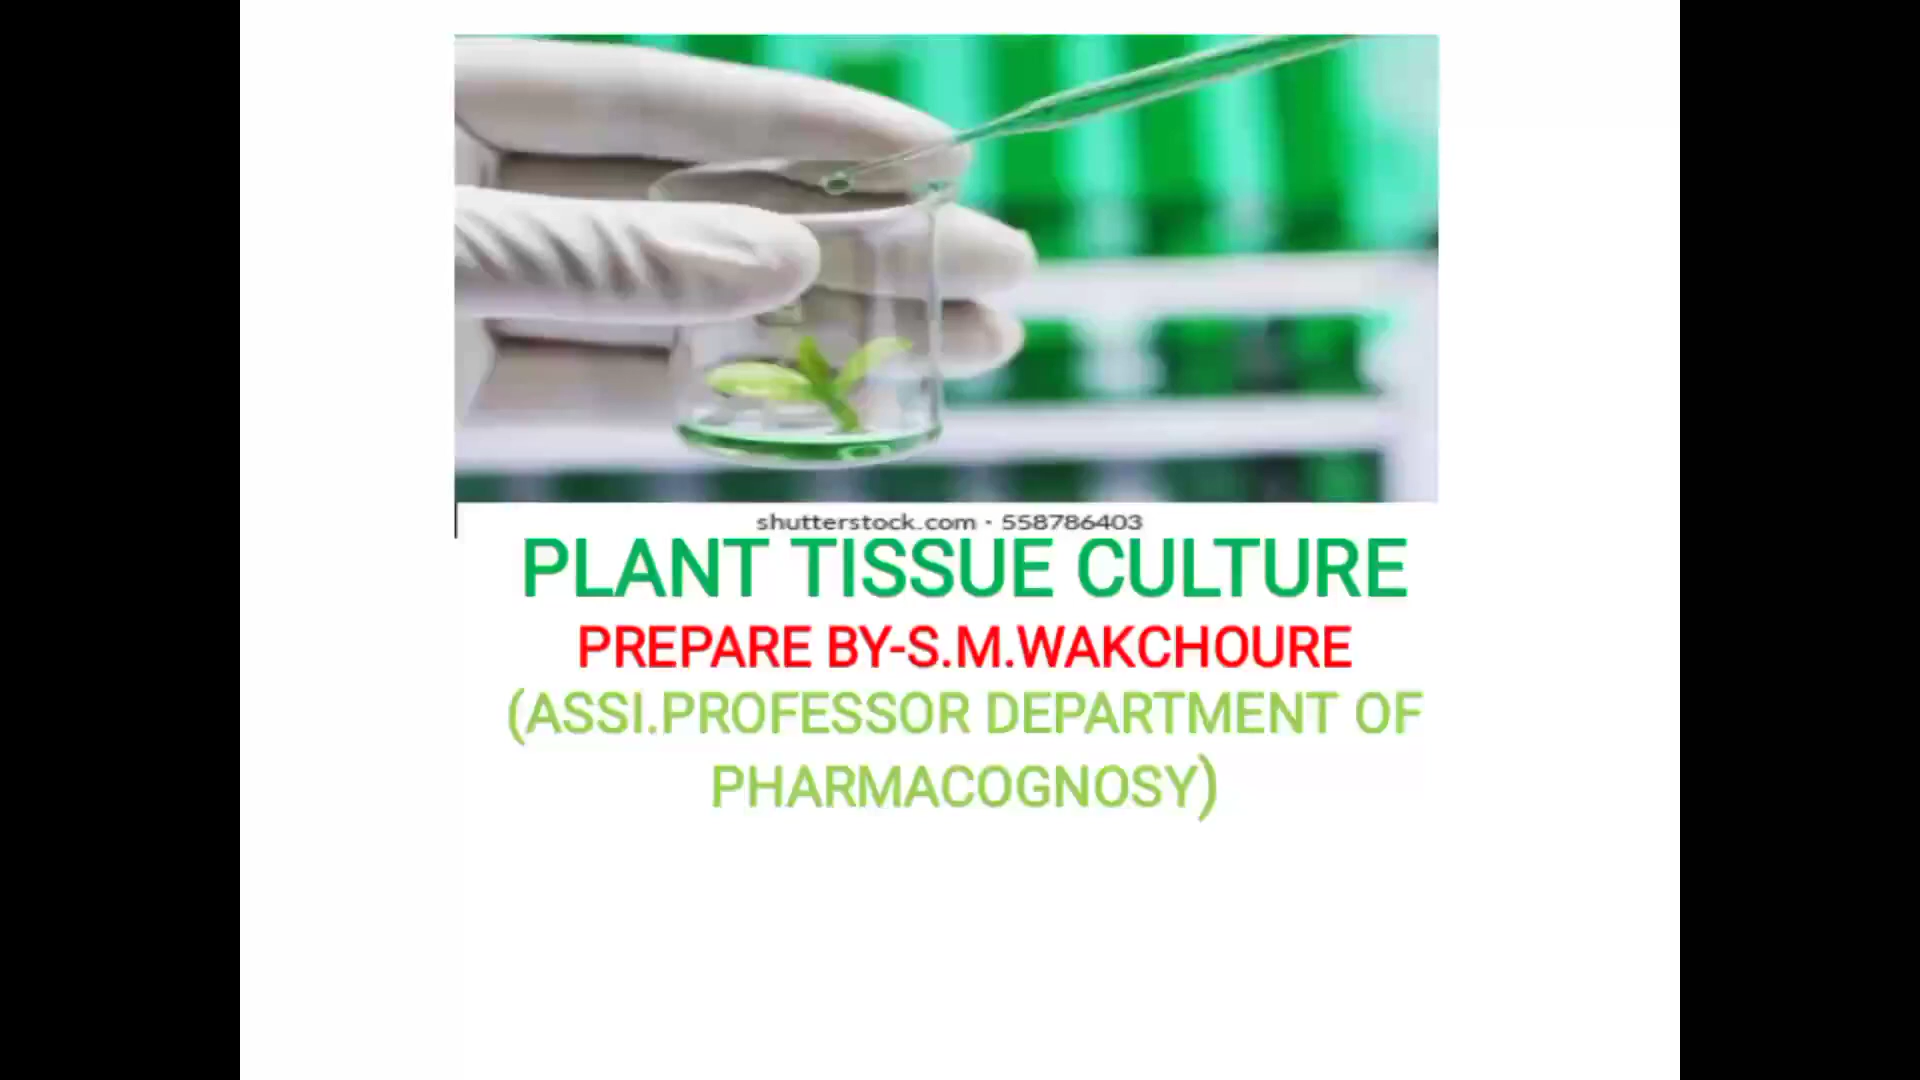 shutterstock.com · 558786403
PLANT TISSUE CULTURE
PREPARE BY-S.M.WAKCHOURE
(ASSI.PROFESSOR DEPARTMENT OF
PHARMACOGNOSY)